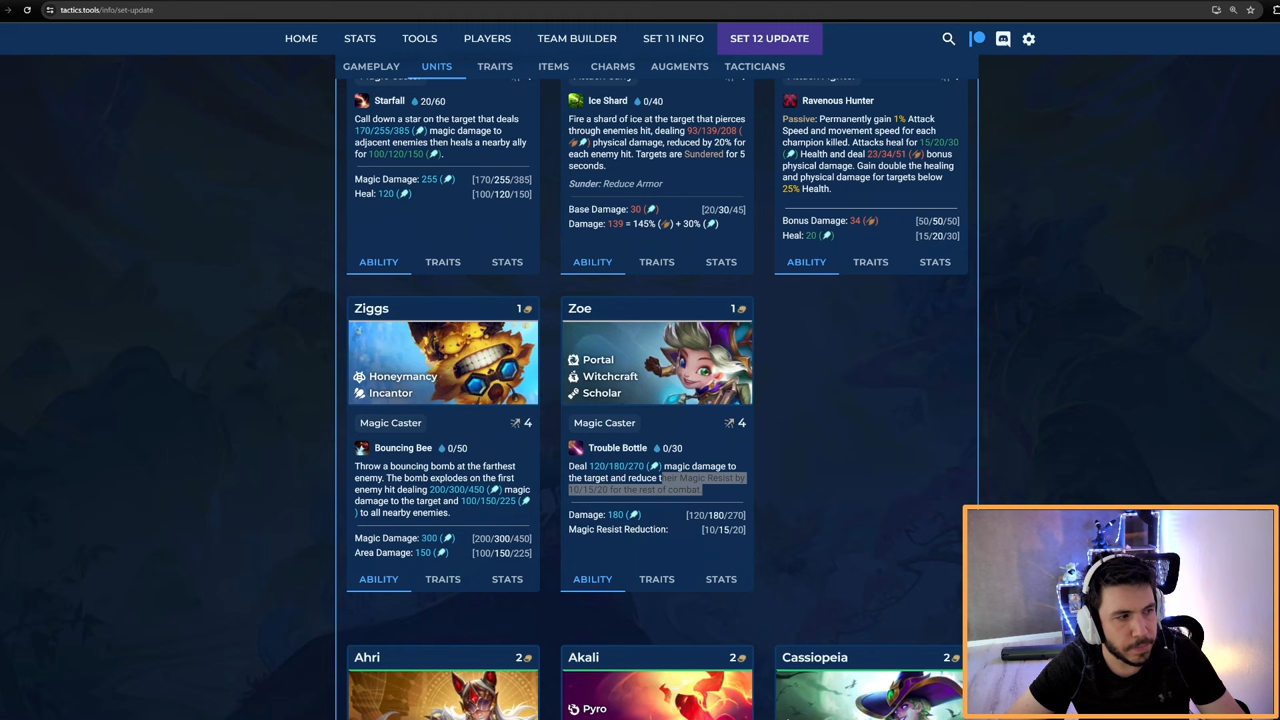 tactics.tools/info/set-update
HOME STATS TOOLS PLAYERS TEAM BUILDER SET 11 INFO SET 12 UPDATE
GAMEPLAY UNITS TRAITS ITEMS CHARMS AUGMENTS TACTICIANS
Starfall 20/60
Call down a star on the target that deals
170/255/385 ( ) magic damage to
adjacent enemies then heals a nearby ally
for 100/120/150 ( ).
Magic Damage: 255 ( ) [170/255/385]
Heal: 120 ( ) [100/120/150]
ABILITY TRAITS STATS
Ice Shard 0/40
Fire a shard of ice at the target that pierces
through enemies hit, dealing 93/139/208 (
) physical damage, reduced by 20% for
each enemy hit. Targets are Sundered for 5
seconds.
Sunder: Reduce Armor
Base Damage: 30 ( ) [20/30/45]
Damage: 139 = 145% ( ) + 30% ( )
ABILITY TRAITS STATS
Ravenous Hunter
Passive: Permanently gain 1% Attack
Speed and movement speed for each
champion killed. Attacks heal for 15/20/30
( ) Health and deal 23/34/51 ( ) bonus
physical damage. Gain double the healing
and physical damage for targets below
25% Health.
Bonus Damage: 34 ( ) [50/50/50]
Heal: 20 ( ) [15/20/30]
ABILITY TRAITS STATS
Ziggs 1
Honeymancy
Incantor
Magic Caster 4
Bouncing Bee 0/50
Throw a bouncing bomb at the farthest
enemy. The bomb explodes on the first
enemy hit dealing 200/300/450 ( ) magic
damage to the target and 100/150/225 (
) to all nearby enemies.
Magic Damage: 300 ( ) [200/300/450]
Area Damage: 150 ( ) [100/150/225]
ABILITY TRAITS STATS
Zoe 1
Portal
Witchcraft
Scholar
Magic Caster 4
Trouble Bottle 0/30
Deal 120/180/270 ( ) magic damage to
the target and reduce their Magic Resist by
10/15/20 for the rest of combat.
Damage: 180 ( ) [120/180/270]
Magic Resist Reduction: [10/15/20]
ABILITY TRAITS STATS
Ahri 2
Akali 2
Pyro
Cassiopeia 2